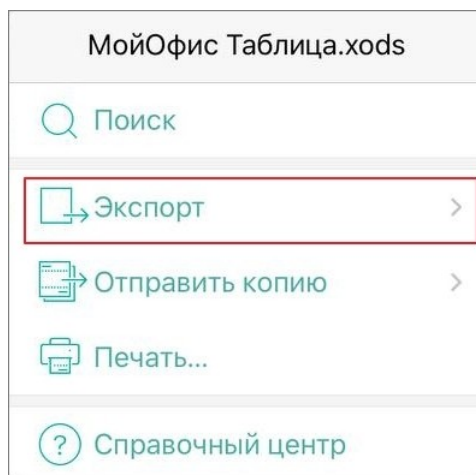 МойОфис Таблица.xods
Поиск
Экспорт
Отправить копию
Печать...
Справочный центр